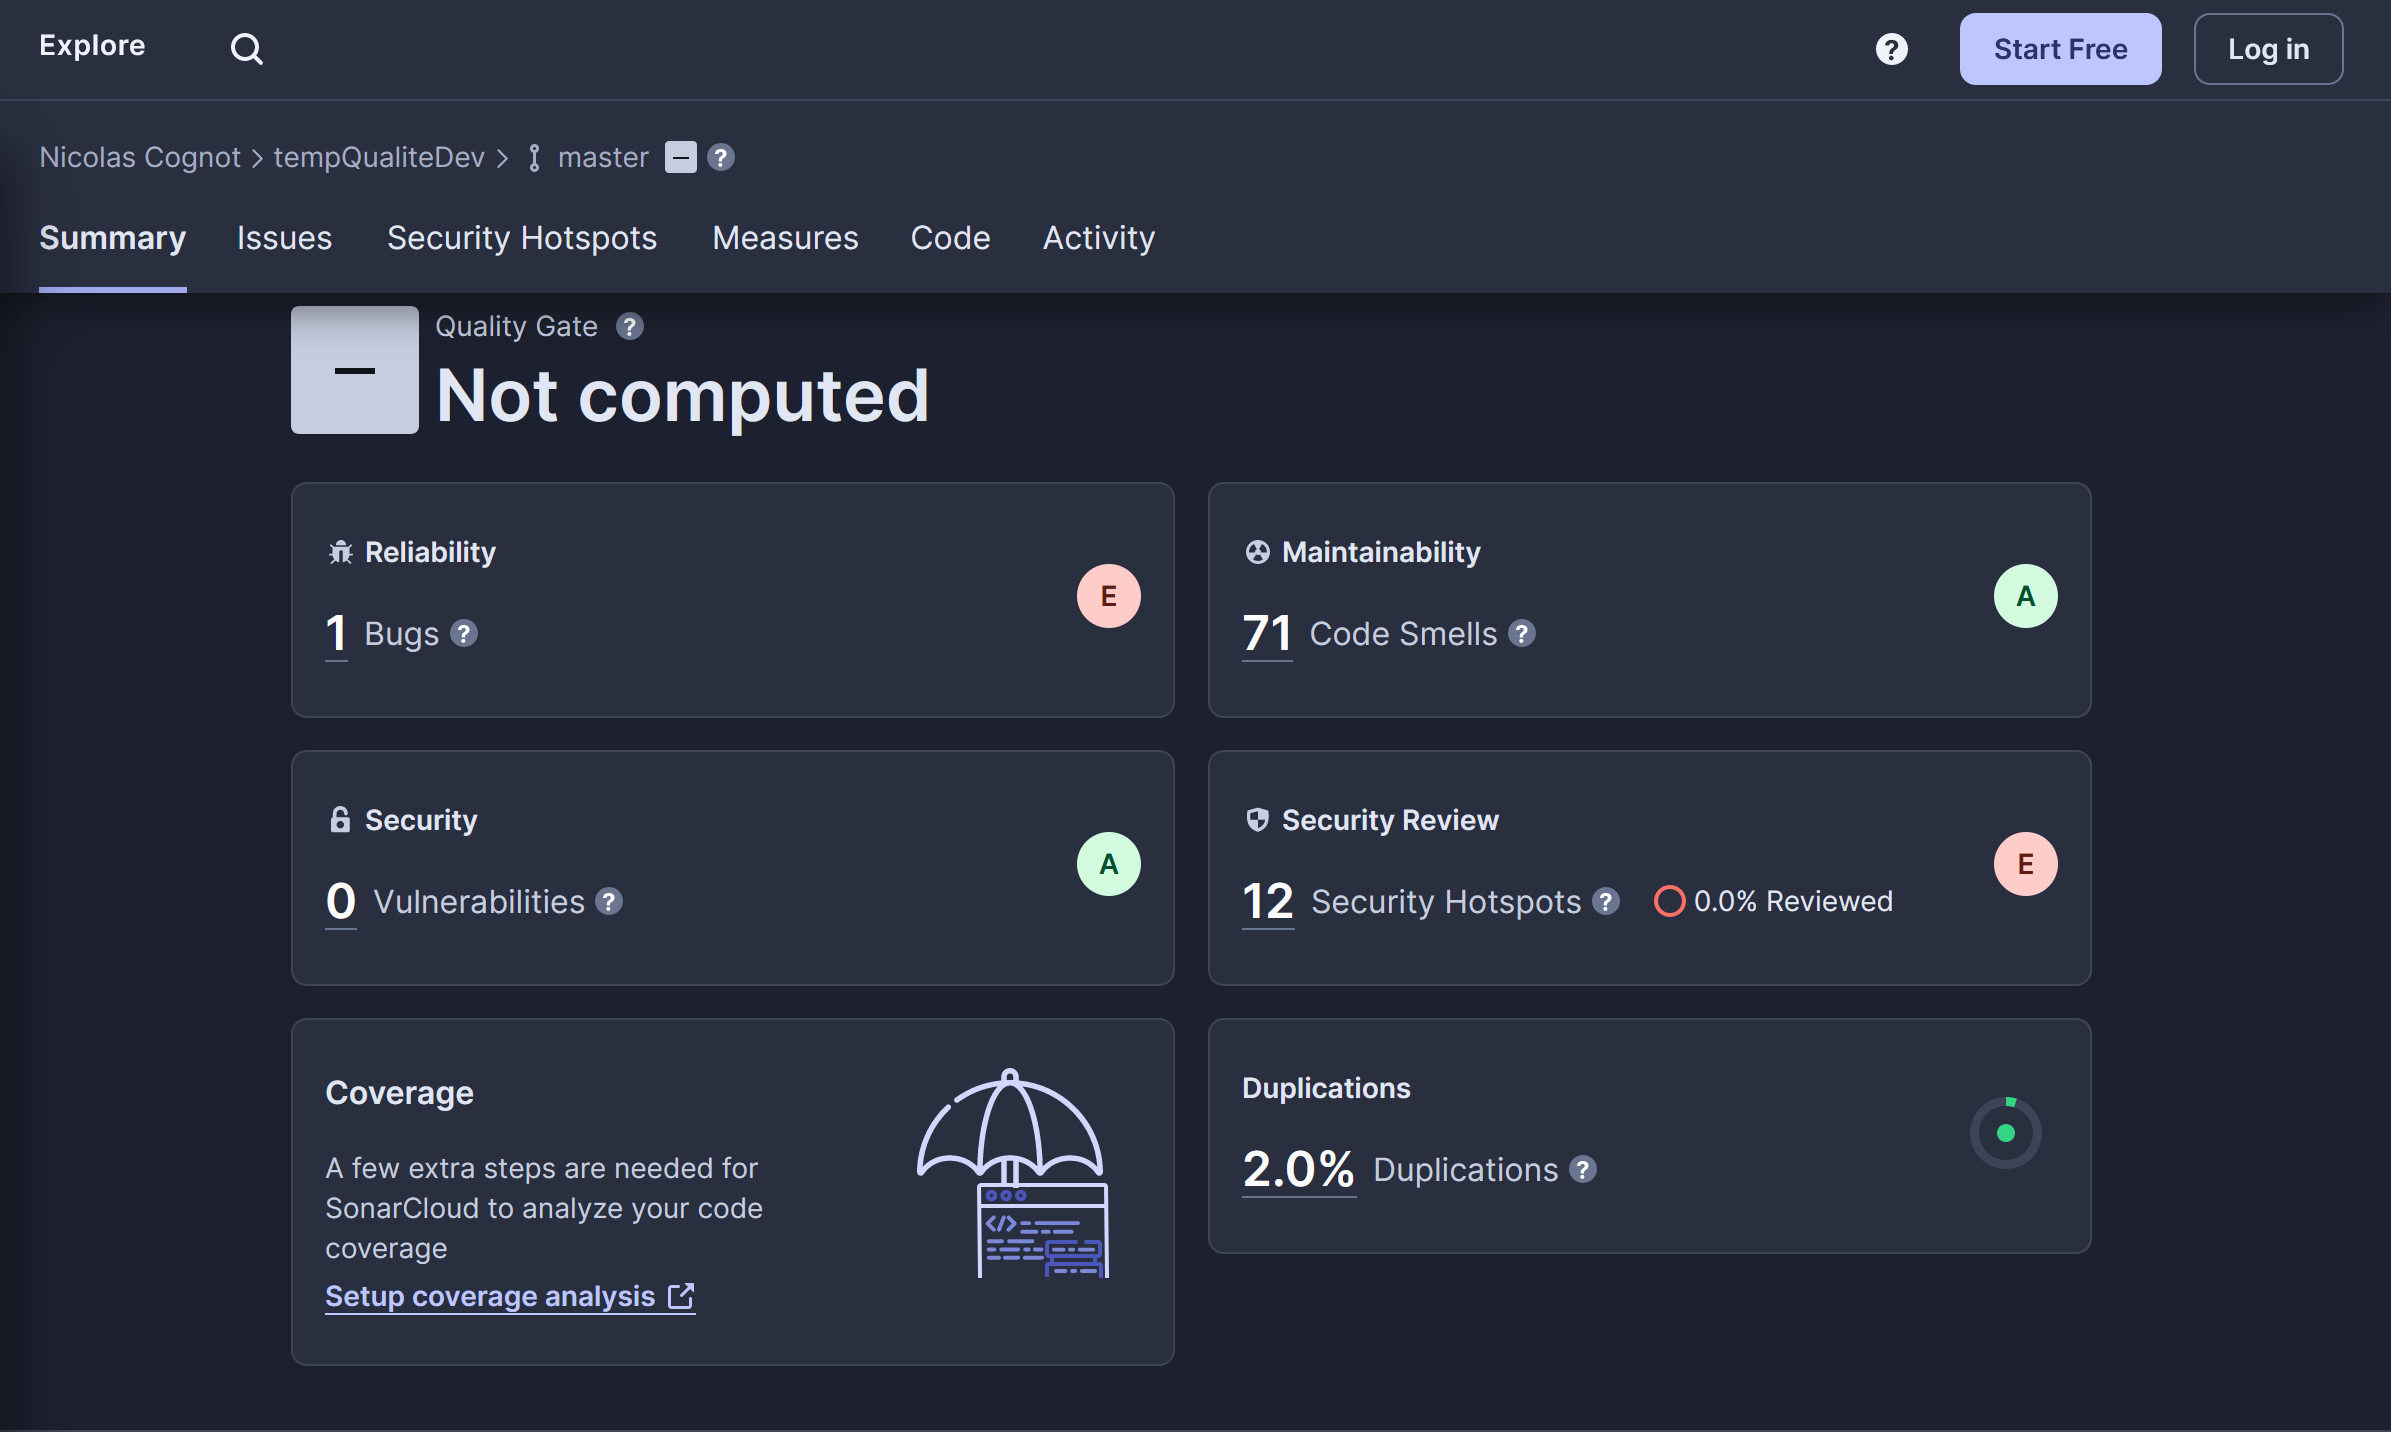 Explore
Start Free
Log in
Nicolas Cognot > tempQualiteDev > master
Summary Issues Security Hotspots Measures Code Activity
Quality Gate ?
Not computed
Reliability
E
1 Bugs ?
Maintainability
A
71 Code Smells ?
Security
A
0 Vulnerabilities ?
Security Review
E
12 Security Hotspots ? 0.0% Reviewed
Coverage
A few extra steps are needed for
SonarCloud to analyze your code
coverage
Setup coverage analysis
</>
Duplications
2.0% Duplications ?